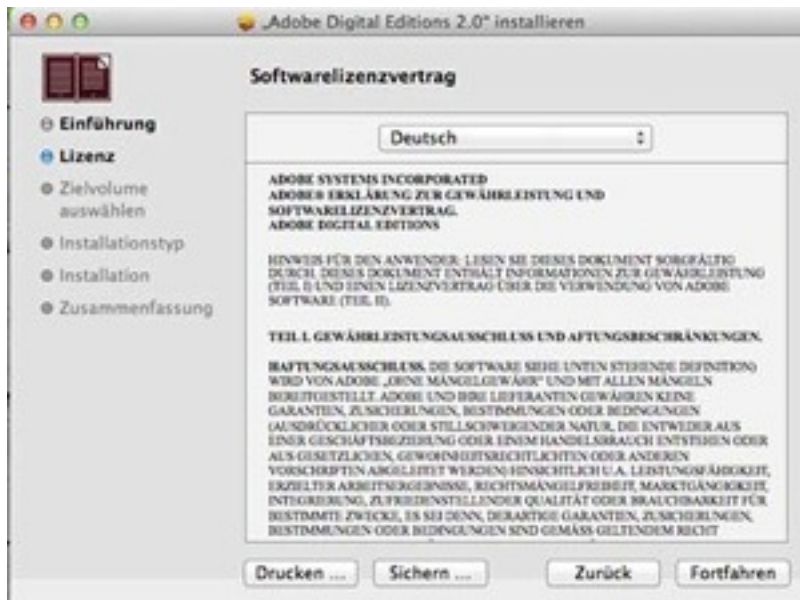 „Adobe Digital Editions 2.0“ installieren
Softwarelizenzvertrag
Einführung
Lizenz
Zielvolume
auswählen
Installationstyp
Installation
Zusammenfassung
Deutsch
ADOBE SYSTEMS INCORPORATED
ADOBE® ERKLÄRUNG ZUR GEWÄHRLEISTUNG UND
SOFTWARELIZENZVERTRAG.
ADOBE DIGITAL EDITIONS
HINWEIS FÜR DEN ANWENDER: LESEN SIE DIESES DOKUMENT SORGFÄLTIG
DURCH. DIESES DOKUMENT ENTHÄLT INFORMATIONEN ZUR GEWÄHRLEISTUNG
(TEIL I) UND EINEN LIZENZVERTRAG ÜBER DIE VERWENDUNG VON ADOBE
SOFTWARE (TEIL II).
TEIL I. GEWÄHRLEISTUNGSAUSSCHLUSS UND AFTUNGSBESCHRÄNKUNGEN.
HAFTUNGSAUSSCHLUSS. DIE SOFTWARE SIEHE UNTEN STEHENDE DEFINITION)
WIRD VON ADOBE „OHNE MÄNGELGEWÄHR“ UND MIT ALLEN MÄNGELN
BEREITGESTELLT. ADOBE UND IHRE LIEFERANTEN GEWÄHREN KEINE
GARANTIEN, ZUSICHERUNGEN, BESTIMMUNGEN ODER BEDINGUNGEN
(AUSDRÜCKLICHER ODER STILLSCHWEIGENDER NATUR, DIE ENTWEDER AUS
EINER GESCHÄFTSBEZIEHUNG ODER EINEM HANDELSBRAUCH ENTSTEHEN ODER
AUS GESETZLICHEN, GEWOHNHEITSRECHTLICHTEN ODER ANDEREN
VORSCHRIFTEN ABGELEITET WERDEN) HINSICHTLICH U.A. LEISTUNGSFÄHIGKEIT,
ERZIELTER ARBEITSERGEBNISSE, RECHTSMÄNGELFREIHEIT, MARKTGÄNGIGKEIT,
INTEGRIERUNG, ZUFRIEDENSTELLENDER QUALITÄT ODER BRAUCHBARKEIT FÜR
BESTIMMTE ZWECKE, ES SEI DENN, DERARTIGE GARANTIEN, ZUSICHERUNGEN,
BESTIMMUNGEN ODER BEDINGUNGEN SIND GEMÄSS GELTENDEM RECHT
Drucken ...
Sichern ...
Zurück
Fortfahren